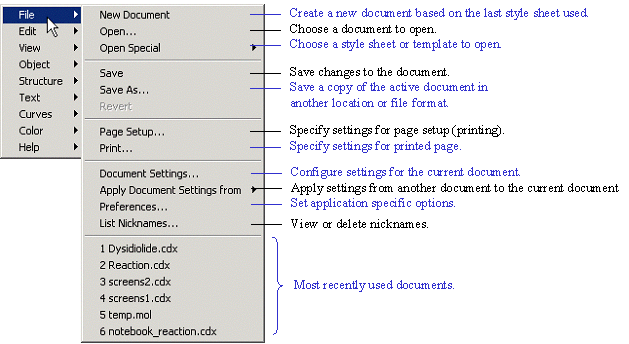 File
Edit
View
Object
Structure
Text
Curves
Color
Help
New Document
Open...
Open Special
Save
Save As...
Revert
Page Setup...
Print...
Document Settings...
Apply Document Settings from
Preferences...
List Nicknames...
1 Dysidiolide.cdx
2 Reaction.cdx
3 screens2.cdx
4 screens1.cdx
5 temp.mol
6 notebook_reaction.cdx
Create a new document based on the last style sheet used.
Choose a document to open.
Choose a style sheet or template to open.
Save changes to the document.
Save a copy of the active document in
another location or file format.
Specify settings for page setup (printing).
Specify settings for printed page.
Configure settings for the current document.
Apply settings from another document to the current document
Set application specific options.
View or delete nicknames.
Most recently used documents.